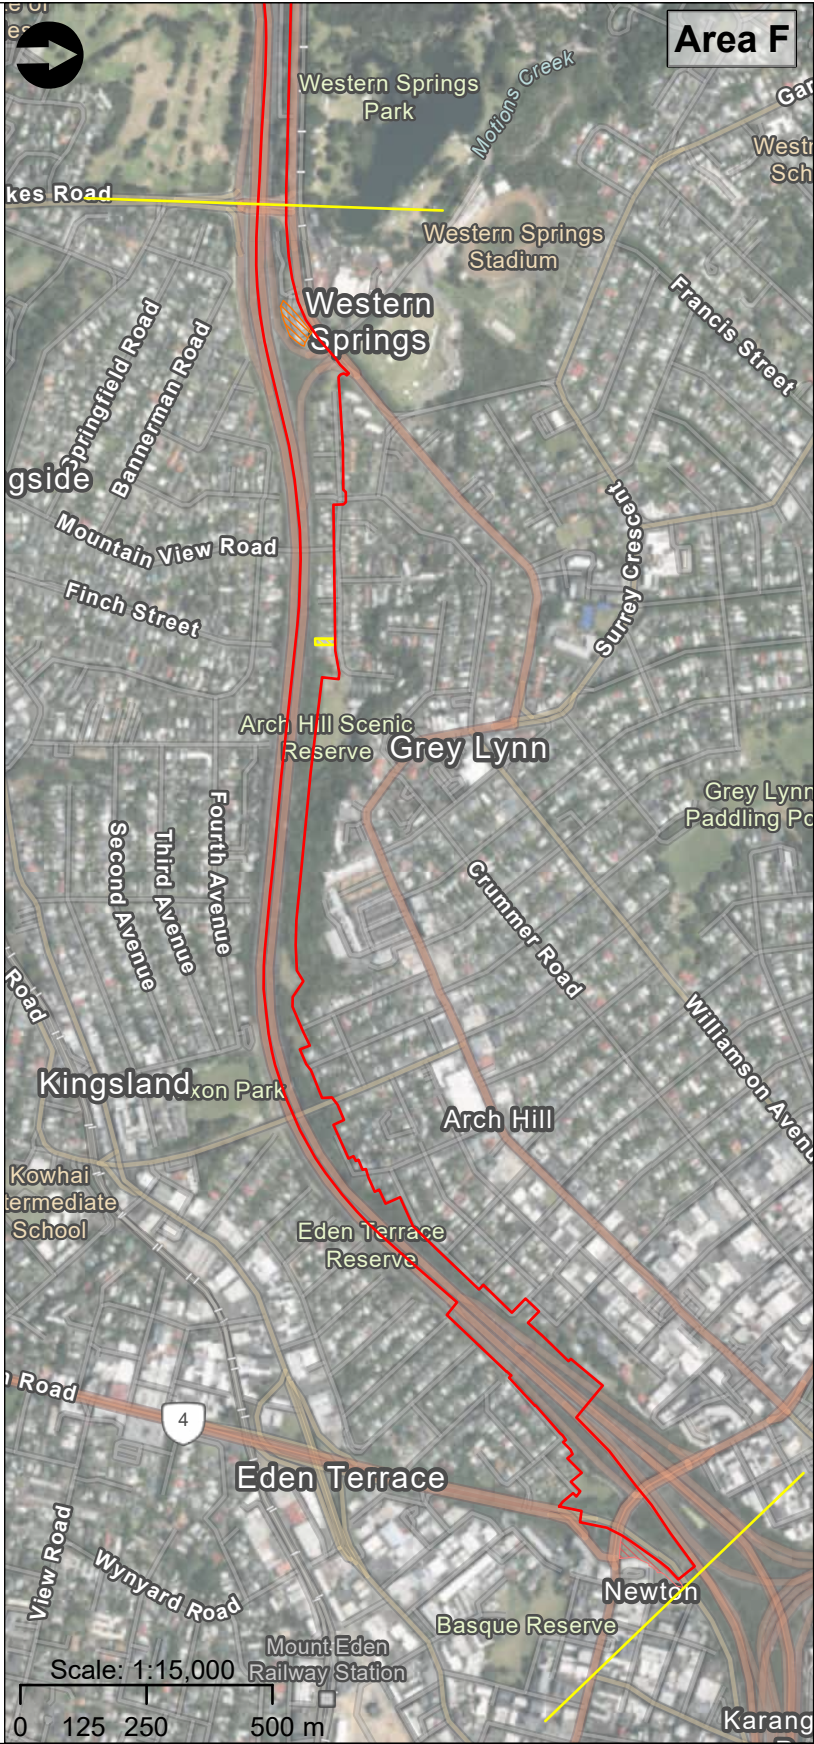 Area F
Western Springs
Park
Motions Creek
kes Road
Western Springs
Stadium
Western
Springs
Francis Street
Springfield Road
Bannerman Road
gside
Mountain View Road
Finch Street
Surrey Crescent
Arch Hill Scenic
Reserve
Grey Lynn
Grey Lynn
Paddling Po
Second Avenue
Third Avenue
Fourth Avenue
Crummer Road
Road
Williamson Avenu
Kingsland
xon Park
Arch Hill
Kowhai
termediate
School
Eden Terrace
Reserve
Road
4
Eden Terrace
View Road
Wynyard Road
Newton
Basque Reserve
Mount Eden
Railway Station
Scale: 1:15,000
0 125 250 500 m
Karang